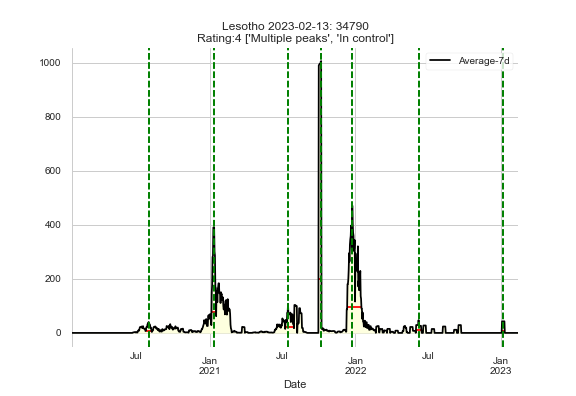 Lesotho 2023-02-13: 34790
Rating:4 ['Multiple peaks', 'In control']
Average-7d
1000
800
600
400
200
0
Jul
Jan
2021
Jul
Jan
2022
Jul
Jan
2023
Date